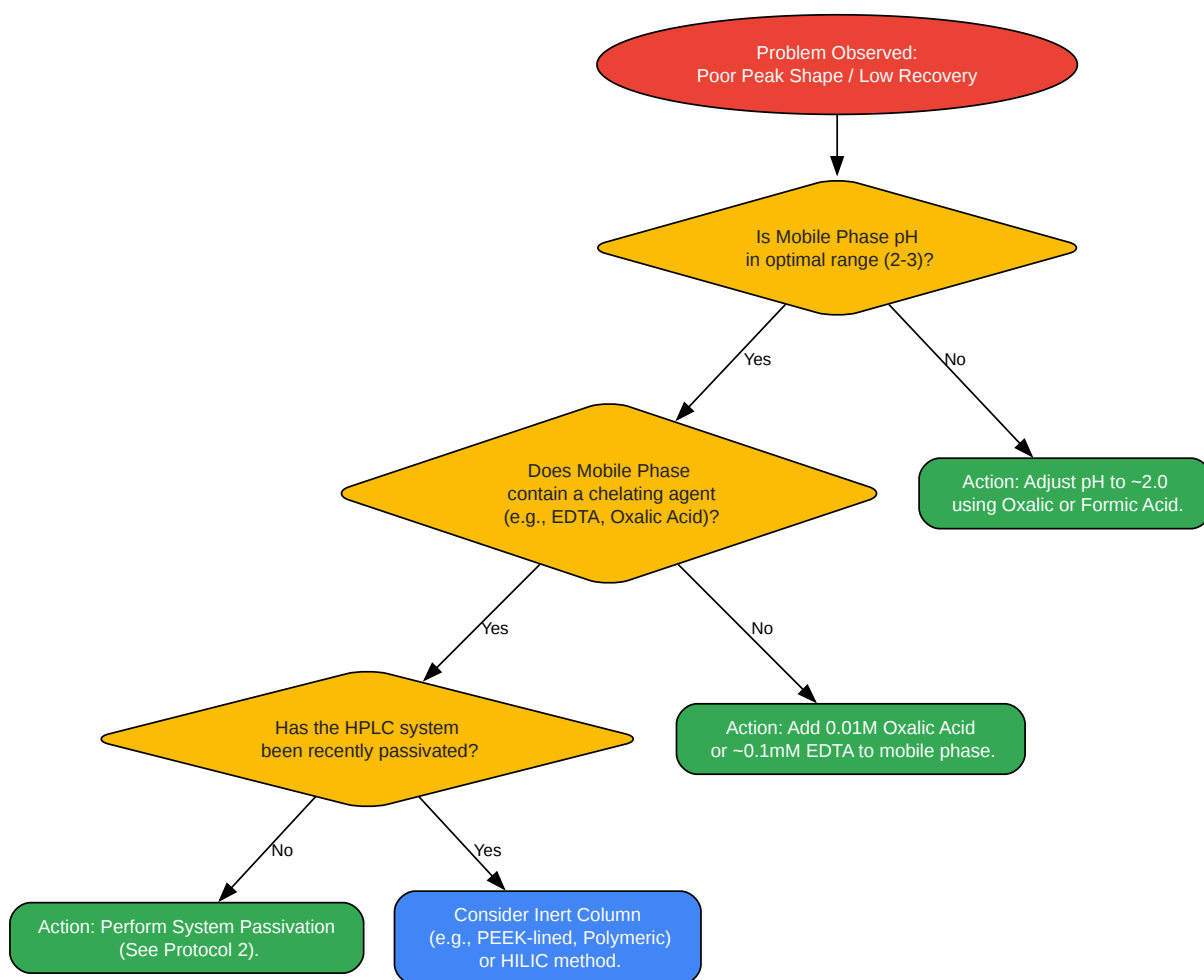 Problem Observed:
Poor Peak Shape / Low Recovery
Is Mobile Phase pH
in optimal range (2-3)?
Yes
No
Does Mobile Phase
contain a chelating agent
(e.g., EDTA, Oxalic Acid)?
Action: Adjust pH to ~2.0
using Oxalic or Formic Acid.
Yes
No
Has the HPLC system
been recently passivated?
Action: Add 0.01M Oxalic Acid
or ~0.1mM EDTA to mobile phase.
No
Yes
Action: Perform System Passivation
(See Protocol 2).
Consider Inert Column
(e.g., PEEK-lined, Polymeric)
or HILIC method.